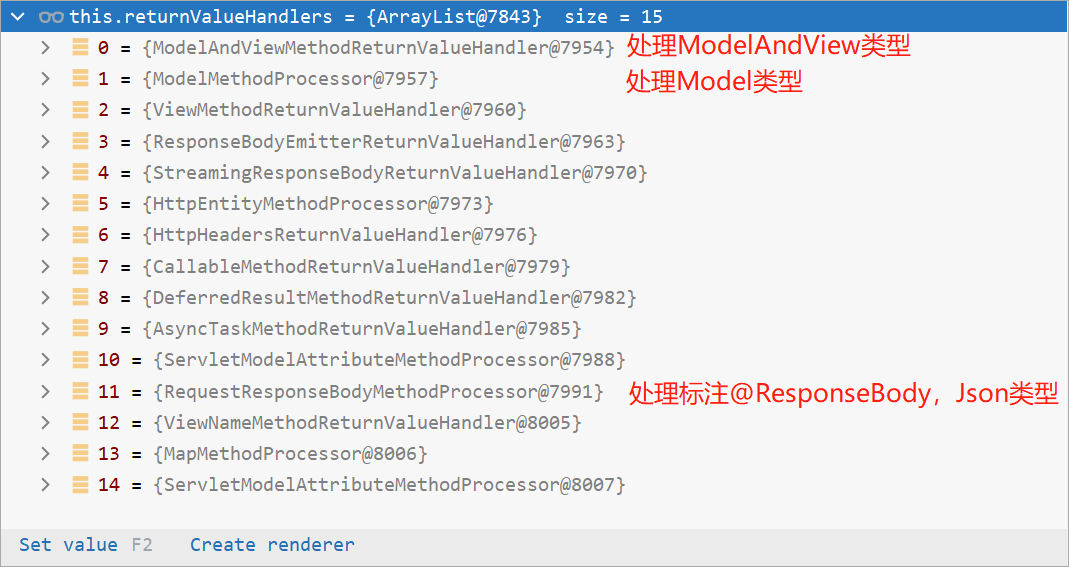 this.returnValueHandlers = {ArrayList@7843} size = 15
0 = {ModelAndViewMethodReturnValueHandler@7954} 处理ModelAndView类型
1 = {ModelMethodProcessor@7957} 处理Model类型
2 = {ViewMethodReturnValueHandler@7960}
3 = {ResponseBodyEmitterReturnValueHandler@7963}
4 = {StreamingResponseBodyReturnValueHandler@7970}
5 = {HttpEntityMethodProcessor@7973}
6 = {HttpHeadersReturnValueHandler@7976}
7 = {CallableMethodReturnValueHandler@7979}
8 = {DeferredResultMethodReturnValueHandler@7982}
9 = {AsyncTaskMethodReturnValueHandler@7985}
10 = {ServletModelAttributeMethodProcessor@7988}
11 = {RequestResponseBodyMethodProcessor@7991} 处理标注@ResponseBody，Json类型
12 = {ViewNameMethodReturnValueHandler@8005}
13 = {MapMethodProcessor@8006}
14 = {ServletModelAttributeMethodProcessor@8007}
Set value F2 Create renderer